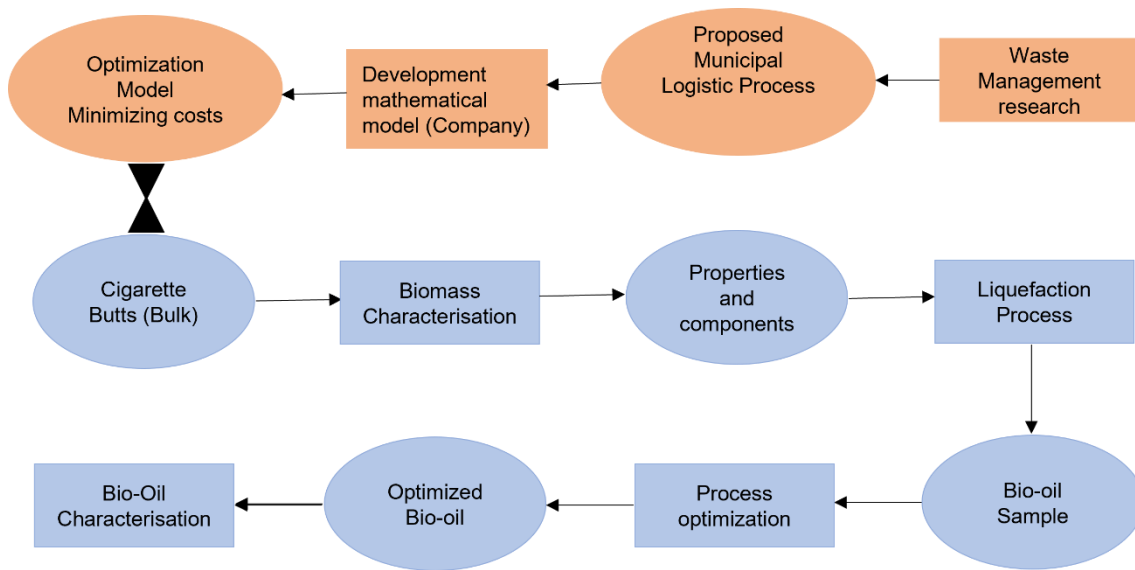 Optimization
Model
Minimizing costs
Development
mathematical
model (Company)
Proposed
Municipal
Logistic Process
Waste
Management
research
Cigarette
Butts (Bulk)
Biomass
Characterisation
Properties
and
components
Liquefaction
Process
Bio-Oil
Characterisation
Optimized
Bio-oil
Process
optimization
Bio-oil
Sample